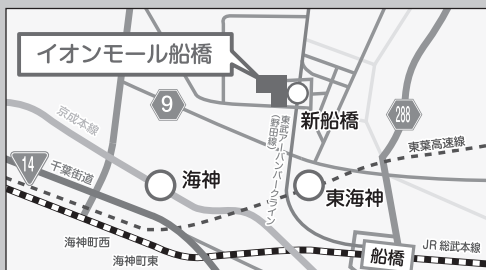 イオンモール船橋
9
新船橋
288
京成本線
東武アーバンパークライン
(野田線)
東葉高速線
14
千葉街道
海神
東海神
海神町西
海神町東
船橋
JR 総武本線